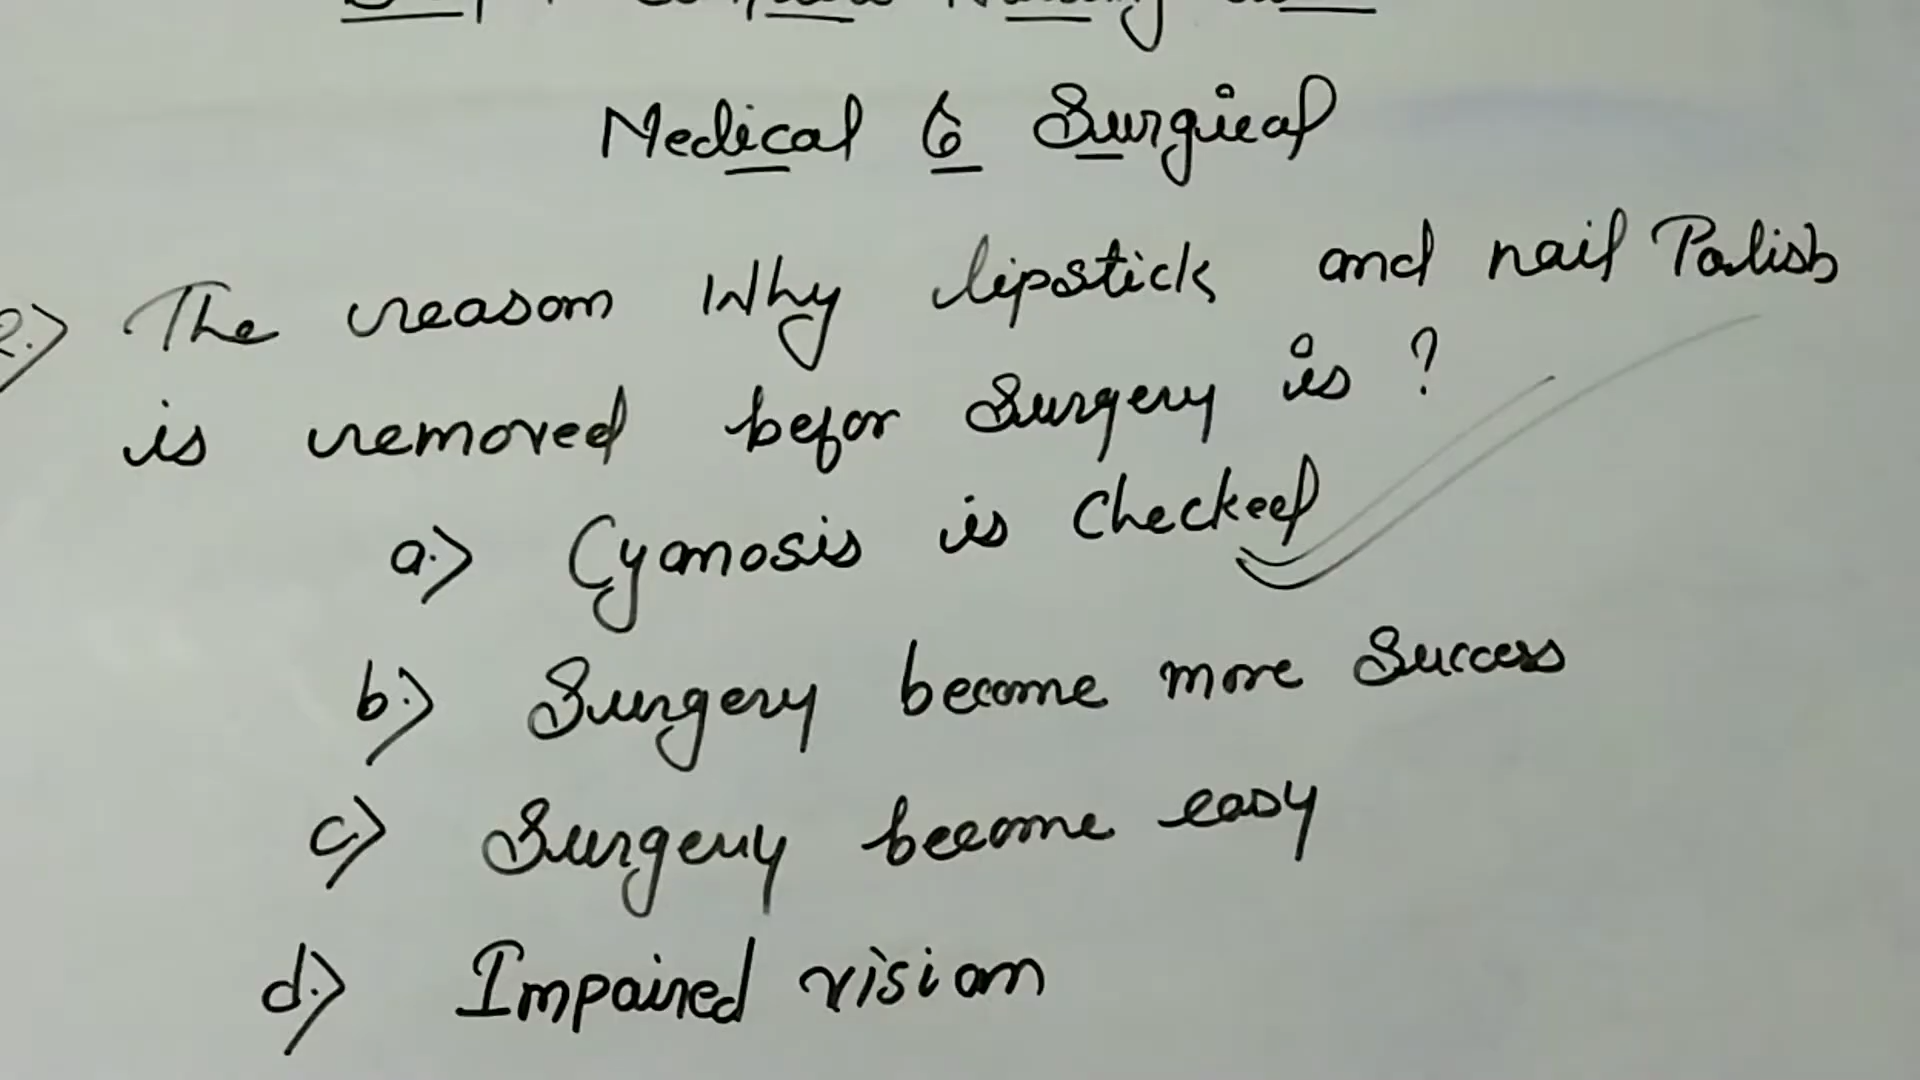 Medical & Surgical
The reason Why lipstick and nail Polish
is removed befor Surgery is ?
a.) Cyanosis is Checked
b.) Surgery become more Success
c.) Surgery become easy
d.) Impaired vision